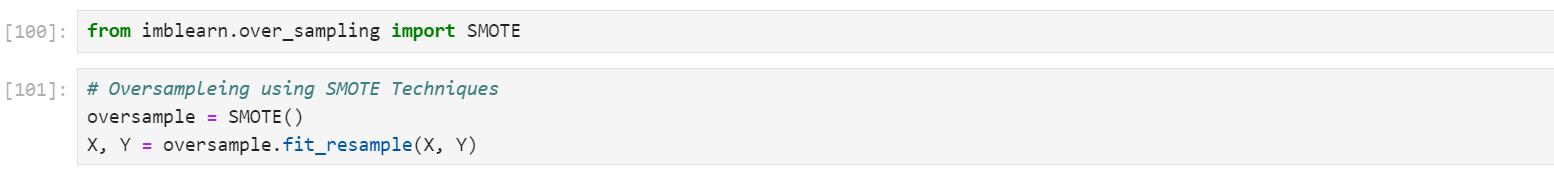 [100]: from imblearn.over_sampling import SMOTE
[101]: # Oversampleing using SMOTE Techniques
oversample = SMOTE()
X, Y = oversample.fit_resample(X, Y)